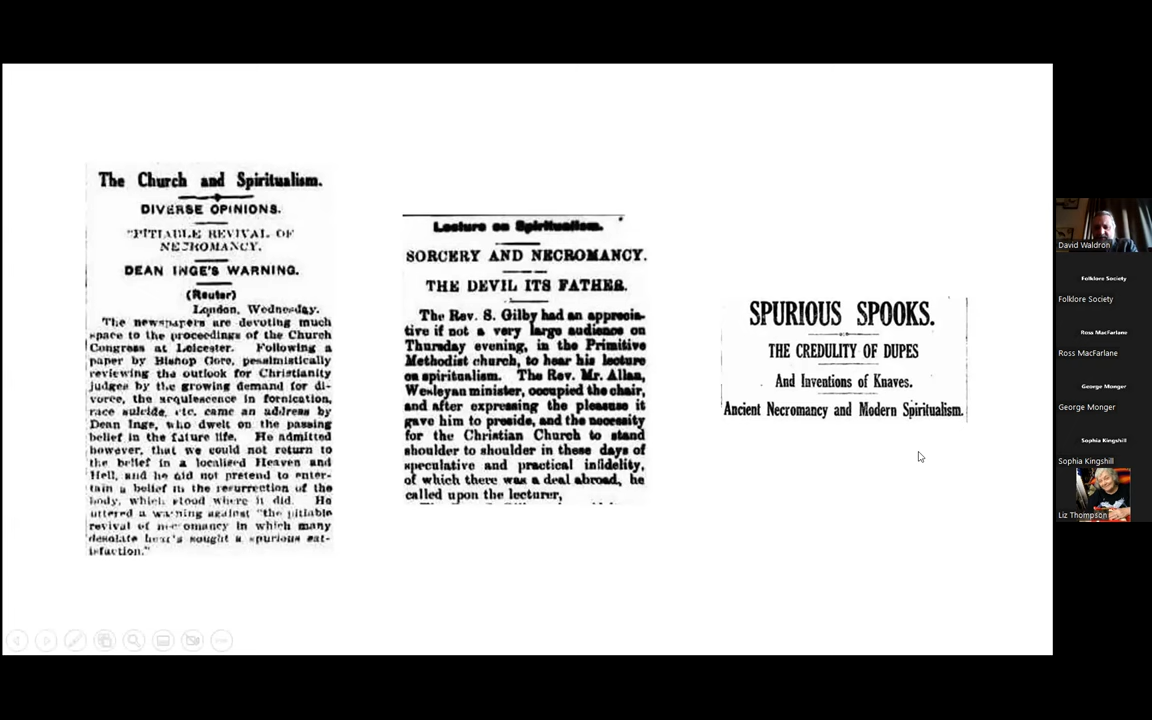 The Church and Spiritualism.
DIVERSE OPINIONS.
"PITIABLE REVIVAL OF
NECROMANCY.
DEAN INGE'S WARNING.
(Reuter)
London, Wednesday.
The newspapers are devoting much
space to the proceedings of the Church
Congress at Leicester. Following a
paper by Bishop Gore, pessimistically
reviewing the outlook for Christianity
judges by the growing demand for di-
vorce, the acquiescence in fornication,
race suicide, etc. came an address by
Dean Inge, who dwelt on the passing
belief in the future life. He admitted
however, that we could not return to
the belief in a localised Heaven and
Hell, and he did not pretend to enter-
tain a belief in the resurrection of the
body, which stood where it did. He
uttered a warning against "the pitiable
revival of necromancy in which many
desolate hearts sought a spurious sat-
isfaction."
Lecture on Spiritualism.
SORCERY AND NECROMANCY.
THE DEVIL ITS FATHER.
The Rev. S. Gilby had an apprecia-
tive if not a very large audience on
Thursday evening, in the Primitive
Methodist church, to hear his lecture
on spiritualism. The Rev. Mr. Allan,
Wesleyan minister, occupied the chair,
and after expressing the pleasure it
gave him to preside, and the necessity
for the Christian Church to stand
shoulder to shoulder in these days of
speculative and practical infidelity,
of which there was a deal abroad, he
called upon the lecturer,
SPURIOUS SPOOKS.
THE CREDULITY OF DUPES
And Inventions of Knaves.
Ancient Necromancy and Modern Spiritualism.
David Waldron
Folklore Society
Folklore Society
Ross MacFarlane
Ross MacFarlane
George Monger
George Monger
Sophia Kingshill
Sophia Kingshill
Liz Thompson